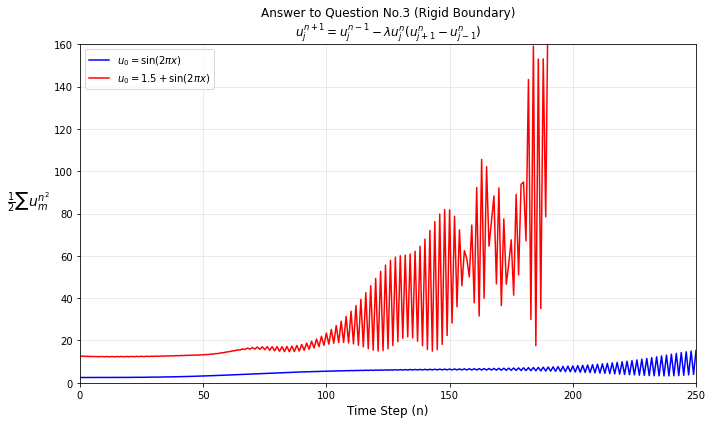 Answer to Question No.3 (Rigid Boundary)
$u_j^{n+1} = u_j^{n-1} - \lambda u_j^n (u_{j+1}^n - u_{j-1}^n)$
160
140
120
100
80
60
40
20
0
$\frac{1}{2}\sum u_m^{n^2}$
$u_0 = \sin(2\pi x)$
$u_0 = 1.5 + \sin(2\pi x)$
0 50 100 150 200 250
Time Step (n)